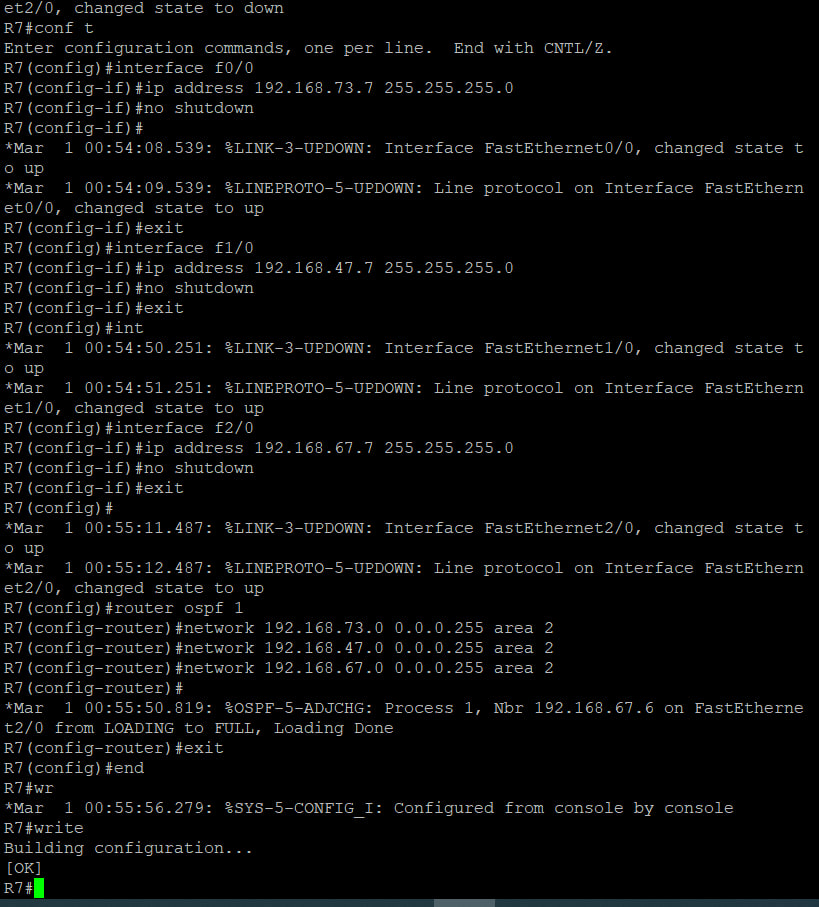 et2/0, changed state to down
R7#conf t
Enter configuration commands, one per line.  End with CNTL/Z.
R7(config)#interface f0/0
R7(config-if)#ip address 192.168.73.7 255.255.255.0
R7(config-if)#no shutdown
R7(config-if)#
*Mar  1 00:54:08.539: %LINK-3-UPDOWN: Interface FastEthernet0/0, changed state t
o up
*Mar  1 00:54:09.539: %LINEPROTO-5-UPDOWN: Line protocol on Interface FastEthern
et0/0, changed state to up
R7(config-if)#exit
R7(config)#interface f1/0
R7(config-if)#ip address 192.168.47.7 255.255.255.0
R7(config-if)#no shutdown
R7(config-if)#exit
R7(config)#int
*Mar  1 00:54:50.251: %LINK-3-UPDOWN: Interface FastEthernet1/0, changed state t
o up
*Mar  1 00:54:51.251: %LINEPROTO-5-UPDOWN: Line protocol on Interface FastEthern
et1/0, changed state to up
R7(config)#interface f2/0
R7(config-if)#ip address 192.168.67.7 255.255.255.0
R7(config-if)#no shutdown
R7(config-if)#exit
R7(config)#
*Mar  1 00:55:11.487: %LINK-3-UPDOWN: Interface FastEthernet2/0, changed state t
o up
*Mar  1 00:55:12.487: %LINEPROTO-5-UPDOWN: Line protocol on Interface FastEthern
et2/0, changed state to up
R7(config)#router ospf 1
R7(config-router)#network 192.168.73.0 0.0.0.255 area 2
R7(config-router)#network 192.168.47.0 0.0.0.255 area 2
R7(config-router)#network 192.168.67.0 0.0.0.255 area 2
R7(config-router)#
*Mar  1 00:55:50.819: %OSPF-5-ADJCHG: Process 1, Nbr 192.168.67.6 on FastEtherne
t2/0 from LOADING to FULL, Loading Done
R7(config-router)#exit
R7(config)#end
R7#wr
*Mar  1 00:55:56.279: %SYS-5-CONFIG_I: Configured from console by console
R7#write
Building configuration...
[OK]
R7#